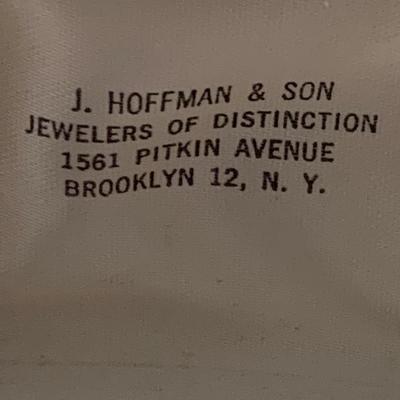 J. HOFFMAN & SON
JEWELERS OF DISTINCTION
1561 PITKIN AVENUE
BROOKLYN 12, N. Y.